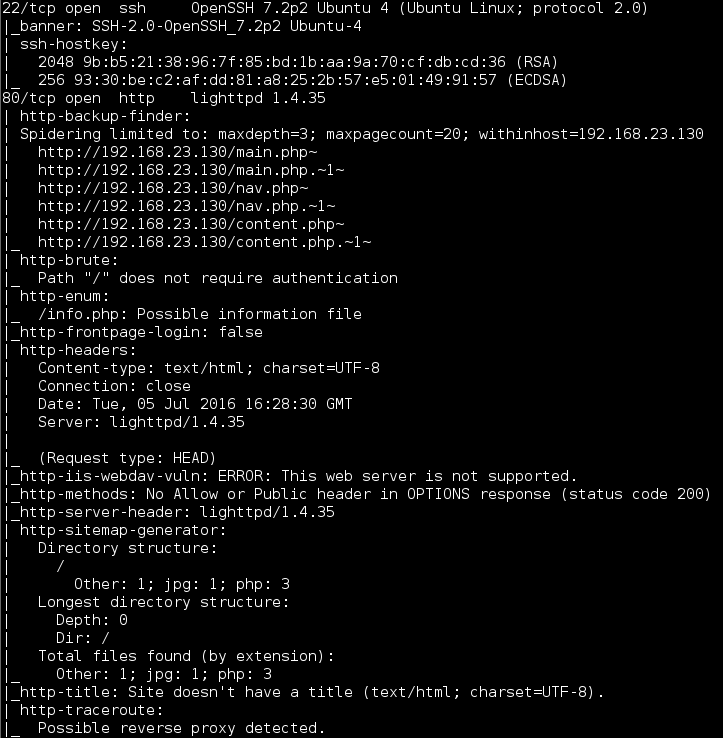 22/tcp open  ssh     OpenSSH 7.2p2 Ubuntu 4 (Ubuntu Linux; protocol 2.0)
|_banner: SSH-2.0-OpenSSH_7.2p2 Ubuntu-4
| ssh-hostkey:
|   2048 9b:b5:21:38:96:7f:85:bd:1b:aa:9a:70:cf:db:cd:36 (RSA)
|_  256 93:30:be:c2:af:dd:81:a8:25:2b:57:e5:01:49:91:57 (ECDSA)
80/tcp open  http    lighttpd 1.4.35
| http-backup-finder:
| Spidering limited to: maxdepth=3; maxpagecount=20; withinhost=192.168.23.130
|   http://192.168.23.130/main.php~
|   http://192.168.23.130/main.php.~1~
|   http://192.168.23.130/nav.php~
|   http://192.168.23.130/nav.php.~1~
|   http://192.168.23.130/content.php~
|_  http://192.168.23.130/content.php.~1~
| http-brute:
|_  Path "/" does not require authentication
| http-enum:
|_  /info.php: Possible information file
|_http-frontpage-login: false
| http-headers:
|   Content-type: text/html; charset=UTF-8
|   Connection: close
|   Date: Tue, 05 Jul 2016 16:28:30 GMT
|   Server: lighttpd/1.4.35
|
|_  (Request type: HEAD)
|_http-iis-webdav-vuln: ERROR: This web server is not supported.
|_http-methods: No Allow or Public header in OPTIONS response (status code 200)
|_http-server-header: lighttpd/1.4.35
| http-sitemap-generator:
|   Directory structure:
|     /
|       Other: 1; jpg: 1; php: 3
|   Longest directory structure:
|     Depth: 0
|     Dir: /
|   Total files found (by extension):
|_    Other: 1; jpg: 1; php: 3
|_http-title: Site doesn't have a title (text/html; charset=UTF-8).
| http-traceroute:
|_  Possible reverse proxy detected.